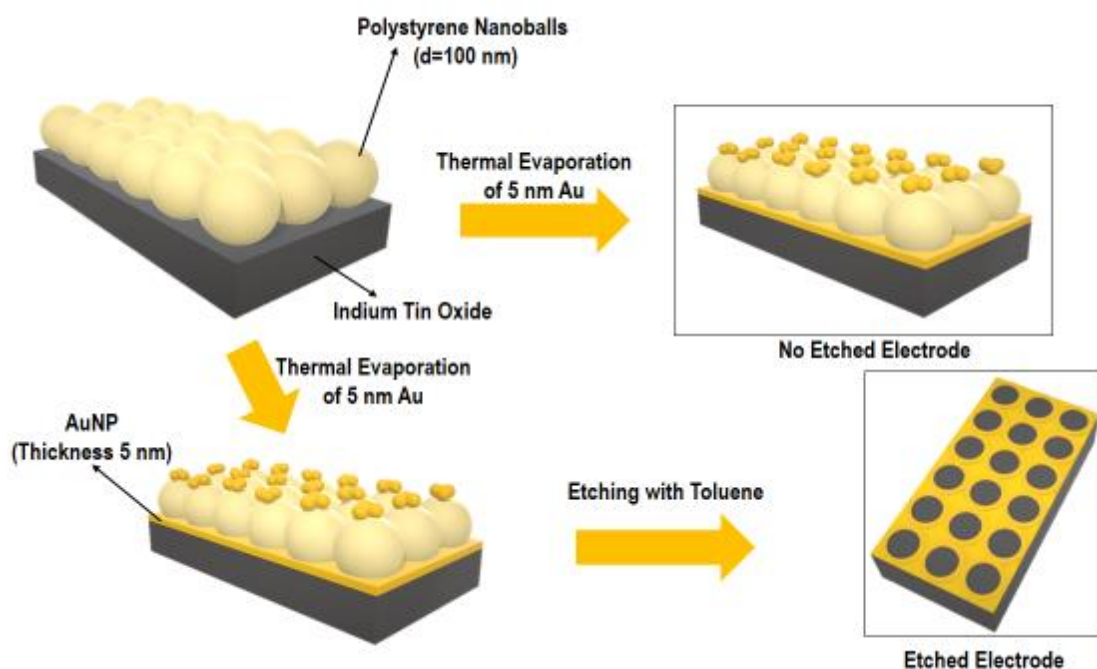 Polystyrene Nanoballs
(d=100 nm)
Thermal Evaporation
of 5 nm Au
Indium Tin Oxide
No Etched Electrode
Thermal Evaporation
of 5 nm Au
AuNP
(Thickness 5 nm)
Etching with Toluene
Etched Electrode